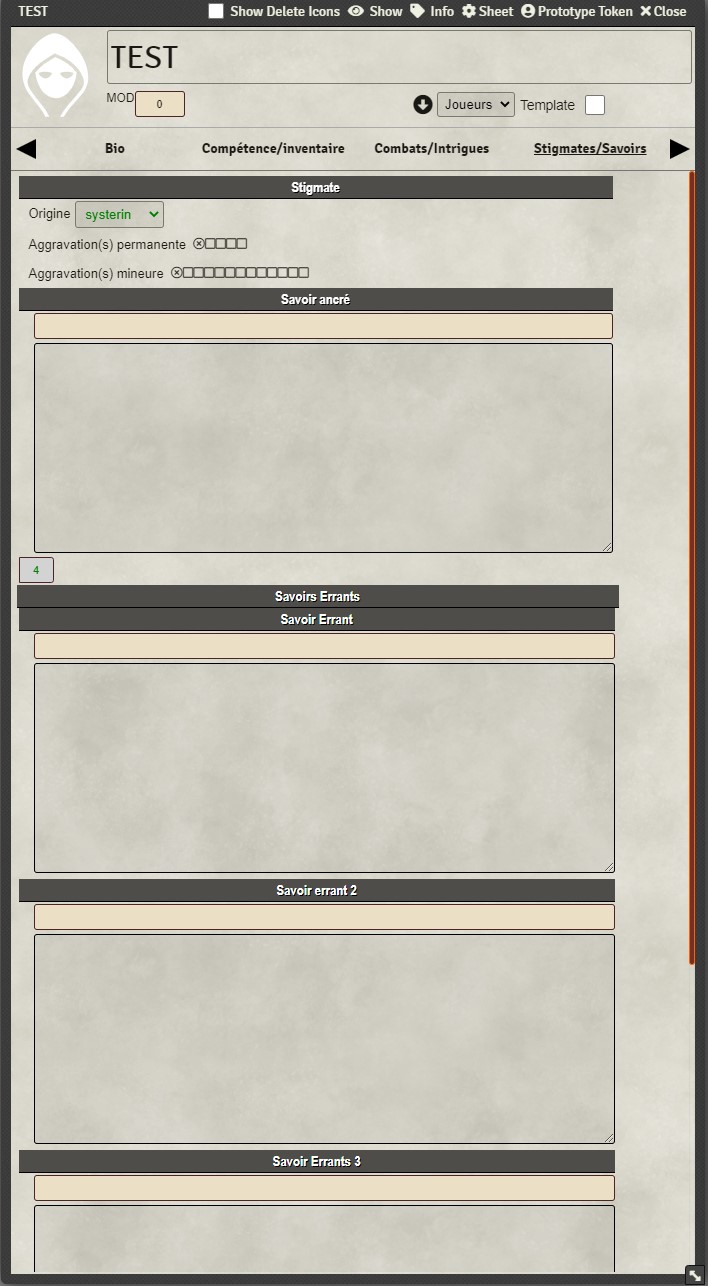 TEST Show Delete Icons Show Info Sheet Prototype Token Close
TEST
MOD 0 Joueurs Template
Bio Compétence/inventaire Combats/Intrigues Stigmates/Savoirs
Stigmate
Origine systerin
Aggravation(s) permanente
Aggravation(s) mineure
Savoir ancré
4
Savoirs Errants
Savoir Errant
Savoir errant 2
Savoir Errants 3